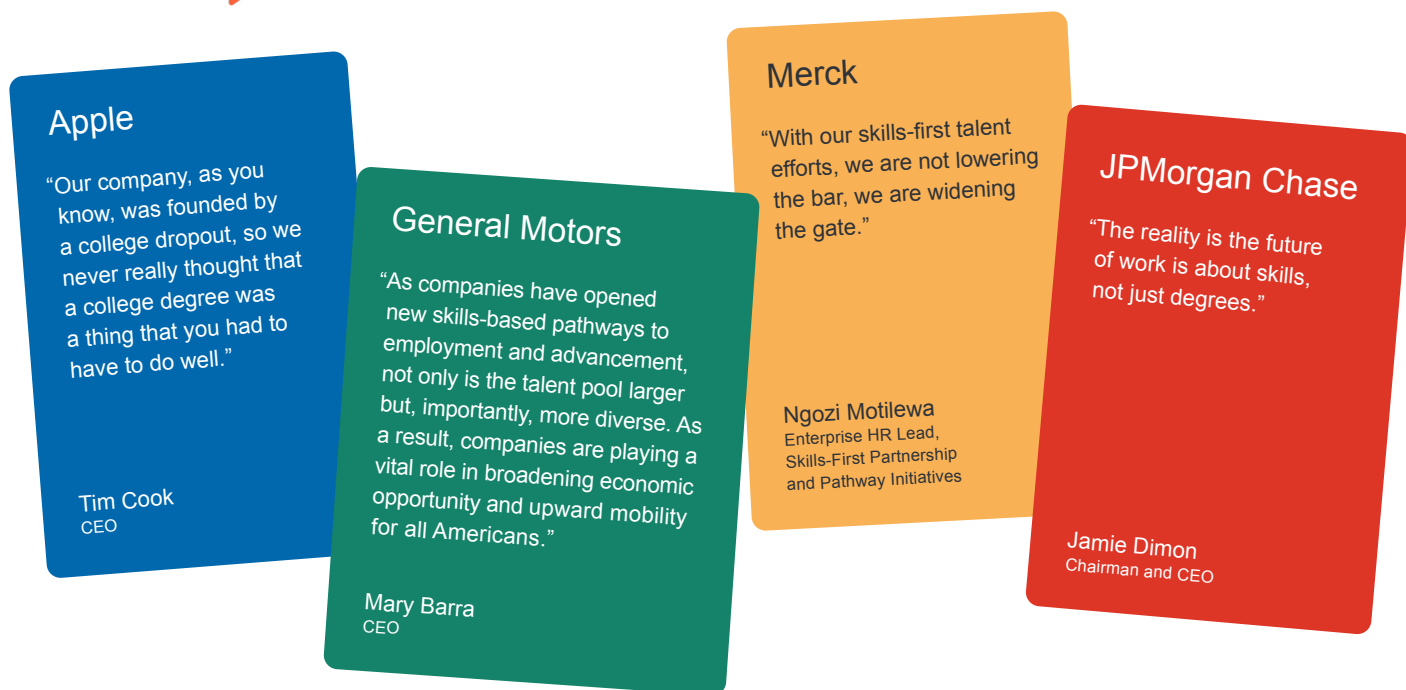 Apple
“Our company, as you
know, was founded by
a college dropout, so we
never really thought that
a college degree was
a thing that you had to
have to do well.”
Tim Cook
CEO
General Motors
“As companies have opened
new skills-based pathways to
employment and advancement,
not only is the talent pool larger
but, importantly, more diverse. As
a result, companies are playing a
vital role in broadening economic
opportunity and upward mobility
for all Americans.”
Mary Barra
CEO
Merck
“With our skills-first talent
efforts, we are not lowering
the bar, we are widening
the gate.”
Ngozi Motilewa
Enterprise HR Lead,
Skills-First Partnership
and Pathway Initiatives
JPMorgan Chase
“The reality is the future
of work is about skills,
not just degrees.”
Jamie Dimon
Chairman and CEO